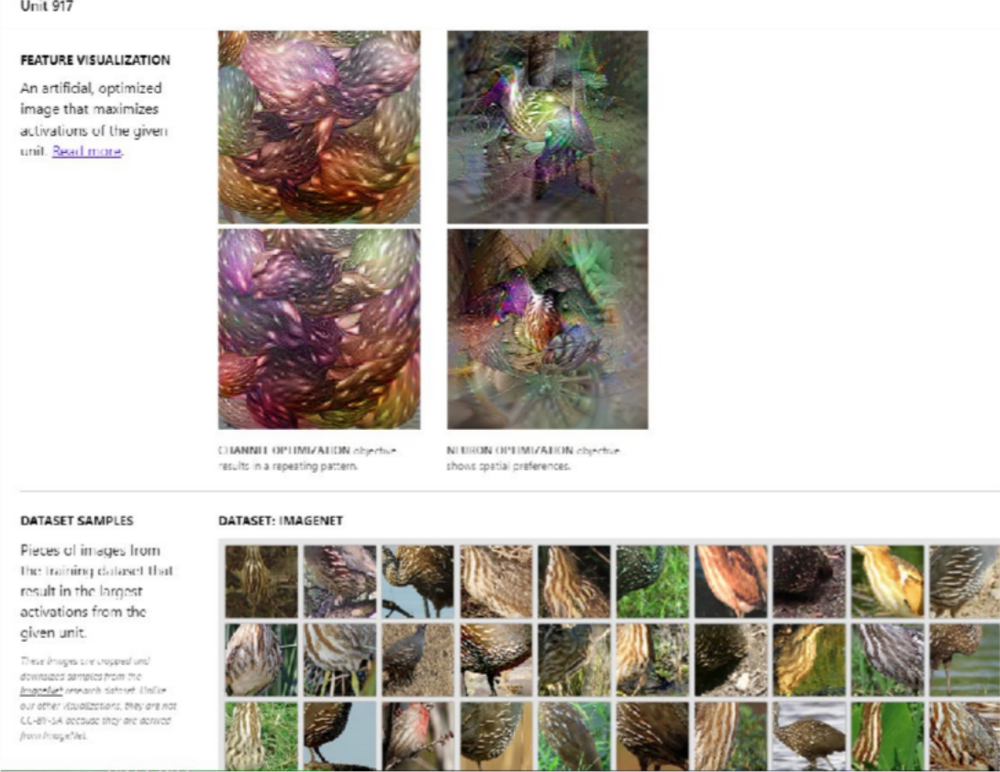 Unit 917
FEATURE VISUALIZATION
An artificial, optimized
image that maximizes
activations of the given
unit. Read more.
CHANNEL OPTIMIZATION objective
results in a repeating pattern.
NEURON OPTIMIZATION objective
shows spatial preferences.
DATASET SAMPLES
Pieces of images from
the training dataset that
result in the largest
activations from the
given unit.
These images are cropped and
downsized samples from the
ImageNet research dataset. Unlike
our other visualizations, they are not
CC-BY-SA because they are derived
from ImageNet.
DATASET: IMAGENET